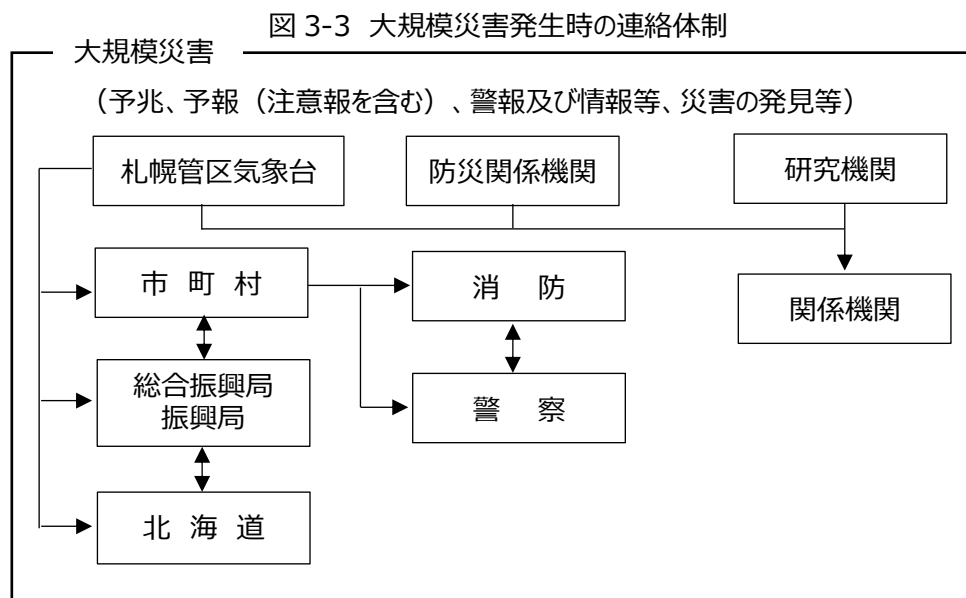 図 3-3 大規模災害発生時の連絡体制
大規模災害
（予兆、予報（注意報を含む）、警報及び情報等、災害の発見等）
札幌管区気象台
防災関係機関
研究機関
市 町 村
消 防
関係機関
総合振興局
振興局
警 察
北 海 道